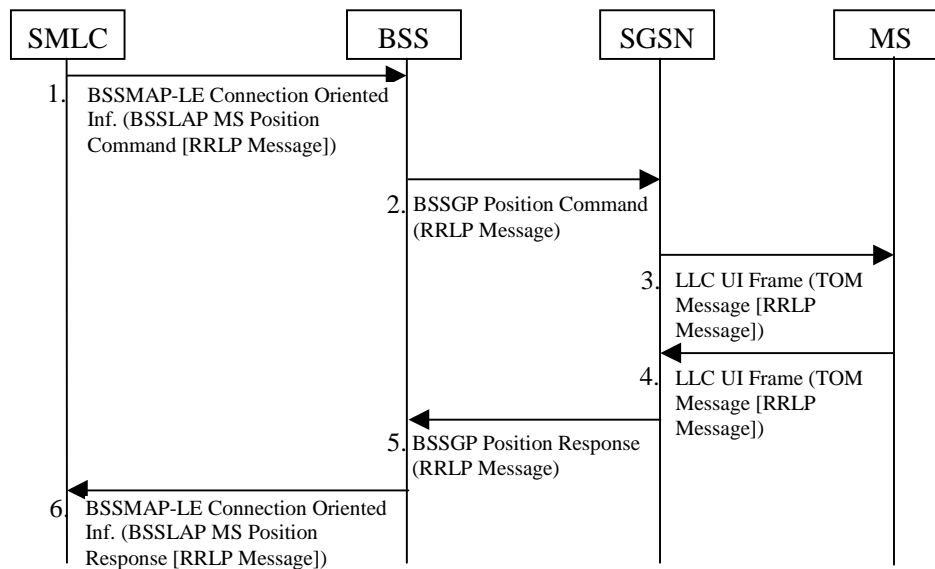 SMLC
BSS
SGSN
MS
1.
BSSMAP-LE Connection Oriented
Inf. (BSSLAP MS Position
Command [RRLP Message])
2.
BSSGP Position Command
(RRLP Message)
3.
LLC UI Frame (TOM
Message [RRLP
Message])
4.
LLC UI Frame (TOM
Message [RRLP
Message])
5.
BSSGP Position Response
(RRLP Message)
6.
BSSMAP-LE Connection Oriented
Inf. (BSSLAP MS Position
Response [RRLP Message])